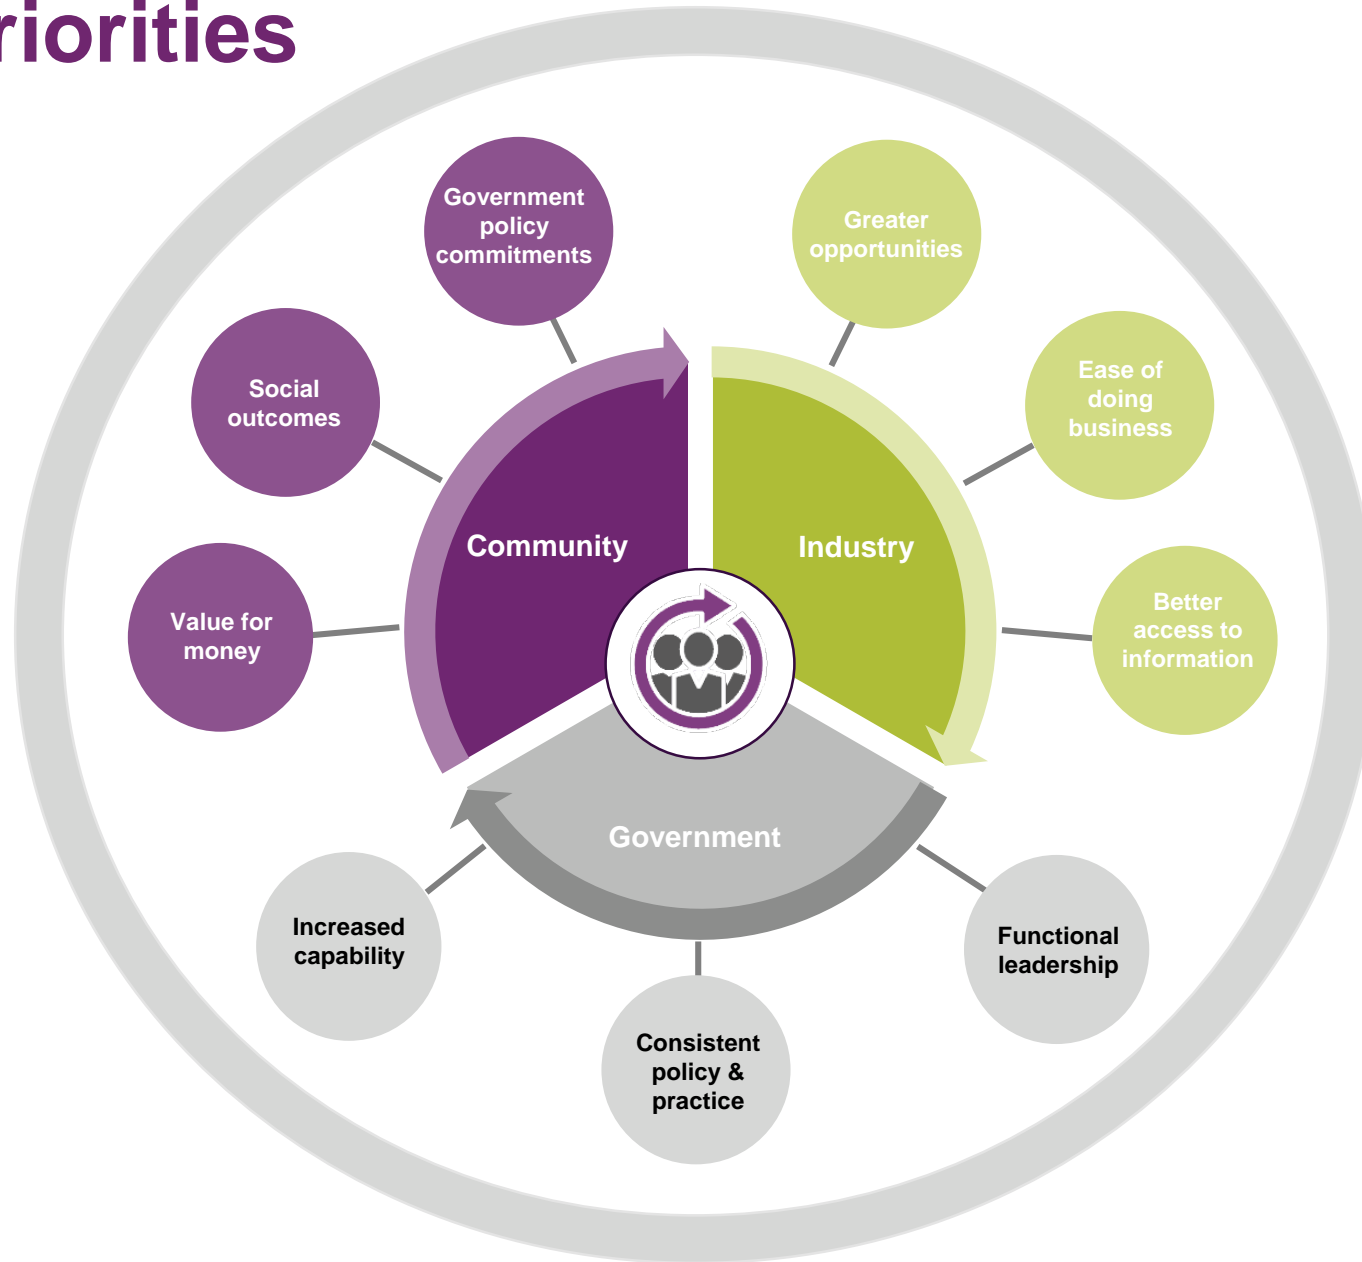 riorities
Government
policy
commitments
Greater
opportunities
Social
outcomes
Ease of
doing
business
Community
Industry
Value for
money
Better
access to
information
Government
Increased
capability
Functional
leadership
Consistent
policy &
practice